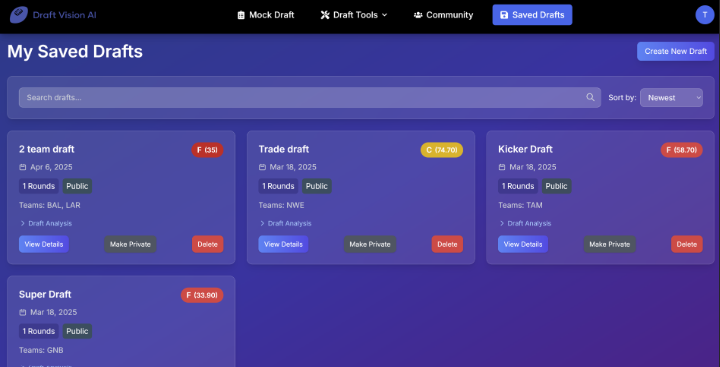 Draft Vision AI
Mock Draft
Draft Tools
Community
Saved Drafts
T
My Saved Drafts
Create New Draft
Search drafts...
Sort by:
Newest
2 team draft
F (35)
Apr 6, 2025
1 Rounds
Public
Teams: BAL, LAR
Draft Analysis
View Details
Make Private
Delete
Trade draft
C (74.70)
Mar 18, 2025
1 Rounds
Public
Teams: NWE
Draft Analysis
View Details
Make Private
Delete
Kicker Draft
F (56.70)
Mar 18, 2025
1 Rounds
Public
Teams: TAM
Draft Analysis
View Details
Make Private
Delete
Super Draft
F (33.90)
Mar 18, 2025
1 Rounds
Public
Teams: GNB